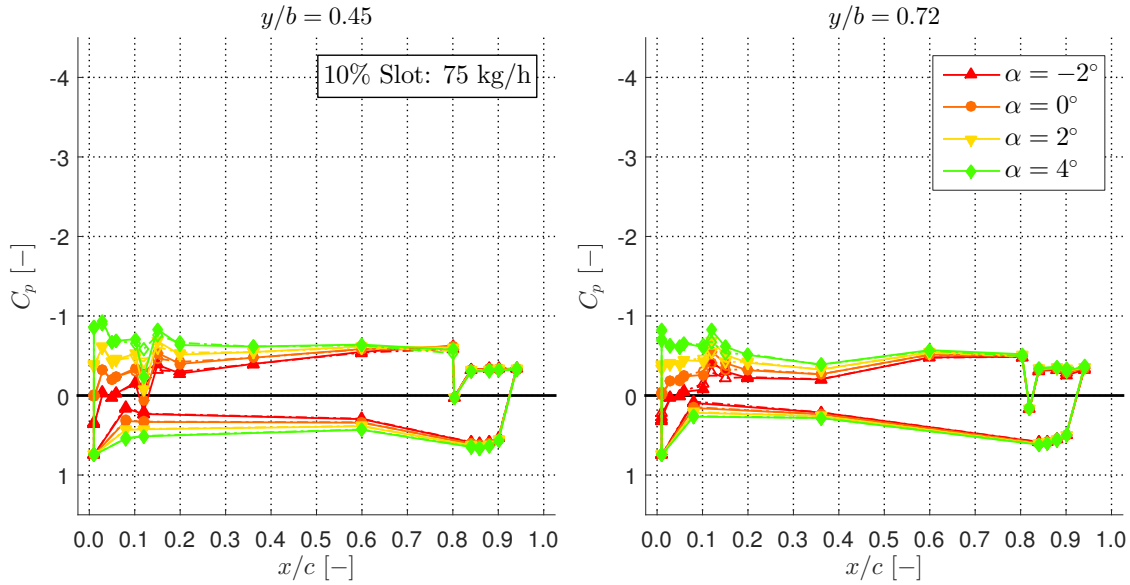 y/b = 0.45
10% Slot: 75 kg/h
-4
-3
-2
-1
0
1
C_p [−]
0.0 0.1 0.2 0.3 0.4 0.5 0.6 0.7 0.8 0.9 1.0
x/c [−]
y/b = 0.72
α = −2°
α = 0°
α = 2°
α = 4°
-4
-3
-2
-1
0
1
C_p [−]
0.0 0.1 0.2 0.3 0.4 0.5 0.6 0.7 0.8 0.9 1.0
x/c [−]